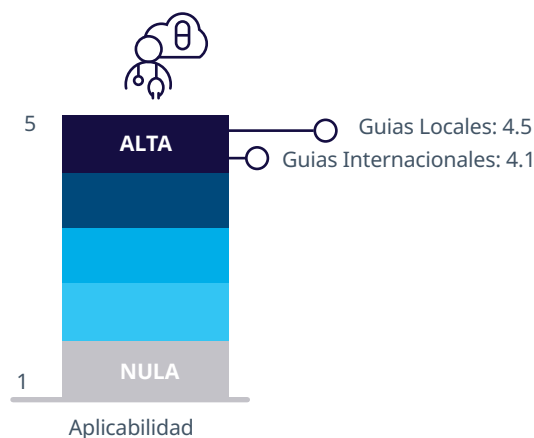 5
ALTA
Guias Locales: 4.5
Guias Internacionales: 4.1
NULA
1
Aplicabilidad